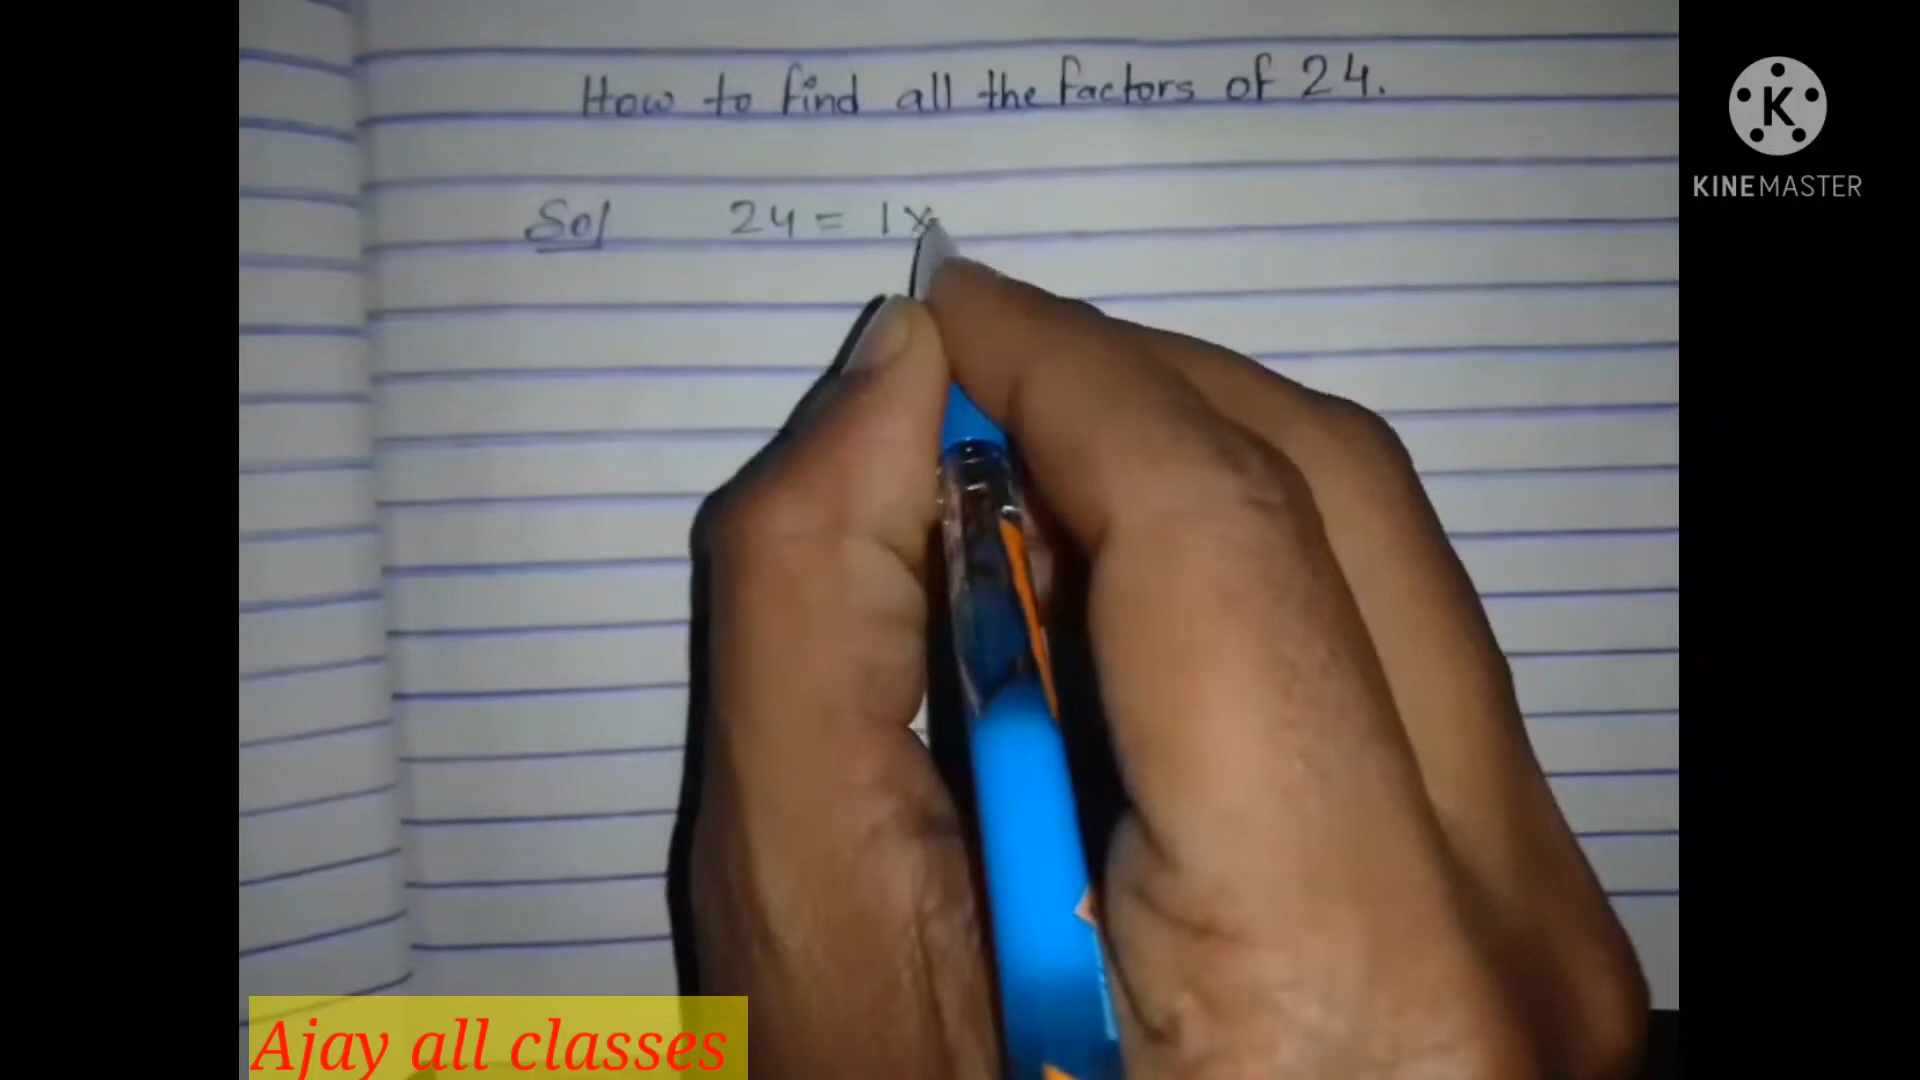 How to find all the factors of 24.
Sol 24 = 1×
KINEMASTER
Ajay all classes